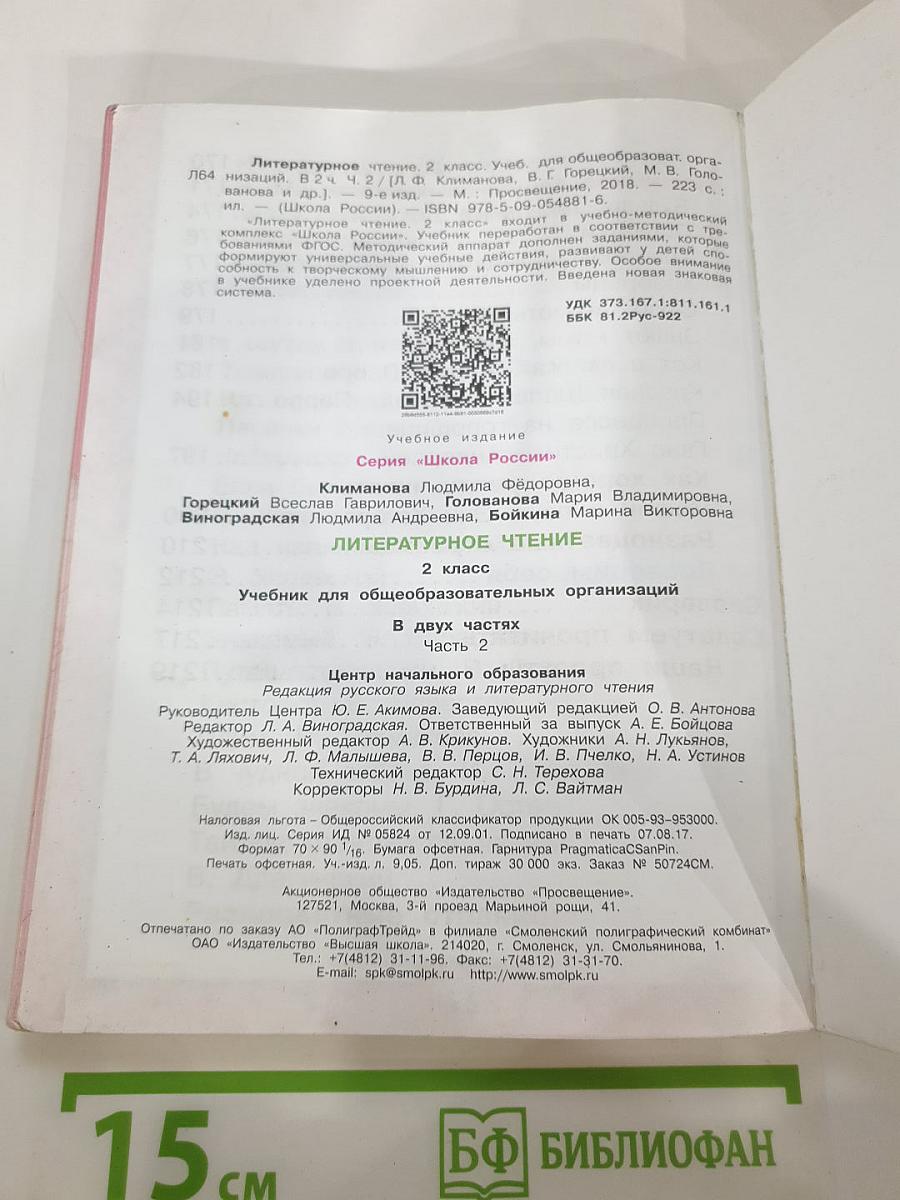 Литературное чтение. 2 класс. Учеб. для общеобразоват. орга-
Л64 низаций. В 2 ч. Ч. 2 / [Л. Ф. Климанова, В. Г. Горецкий, М. В. Голо-
ванова и др.]. — 9-е изд. — М. : Просвещение, 2018. — 223 с. :
ил. — (Школа России). — ISBN 978-5-09-054881-6.
«Литературное чтение. 2 класс» входит в учебно-методический
комплекс «Школа России». Учебник переработан в соответствии с тре-
бованиями ФГОС. Методический аппарат дополнен заданиями, которые
формируют универсальные учебные действия, развивают у детей спо-
собность к творческому мышлению и сотрудничеству. Особое внимание
в учебнике уделено проектной деятельности. Введена новая знаковая
система.
УДК 373.167.1:811.161.1
ББК 81.2Рус-922
Учебное издание
Серия «Школа России»
Климанова Людмила Фёдоровна,
Горецкий Всеслав Гаврилович, Голованова Мария Владимировна,
Виноградская Людмила Андреевна, Бойкина Марина Викторовна
ЛИТЕРАТУРНОЕ ЧТЕНИЕ
2 класс
Учебник для общеобразовательных организаций
В двух частях
Часть 2
Центр начального образования
Редакция русского языка и литературного чтения
Руководитель Центра Ю. Е. Акимова. Заведующий редакцией О. В. Антонова
Редактор Л. А. Виноградская. Ответственный за выпуск А. Е. Бойцова
Художественный редактор А. В. Крикунов. Художники А. Н. Лукьянов,
Т. А. Ляхович, Л. Ф. Малышева, В. В. Перцов, И. В. Пчелко, Н. А. Устинов
Технический редактор С. Н. Терехова
Корректоры Н. В. Бурдина, Л. С. Вайтман
Налоговая льгота – Общероссийский классификатор продукции ОК 005-93–953000.
Изд. лиц. Серия ИД № 05824 от 12.09.01. Подписано в печать 07.08.17.
Формат 70 × 90 1/16. Бумага офсетная. Гарнитура PragmaticaCSanPin.
Печать офсетная. Уч.-изд. л. 9,05. Доп. тираж 30 000 экз. Заказ № 50724СМ.
Акционерное общество «Издательство «Просвещение».
127521, Москва, 3-й проезд Марьиной рощи, 41.
Отпечатано по заказу АО «ПолиграфТрейд» в филиале «Смоленский полиграфический комбинат»
ОАО «Издательство «Высшая школа». 214020, г. Смоленск, ул. Смольянинова, 1.
Тел.: +7(4812) 31-11-96. Факс: +7(4812) 31-31-70.
E-mail: spk@smolpk.ru http://www.smolpk.ru
15 см
БФ БИБЛИОФАН